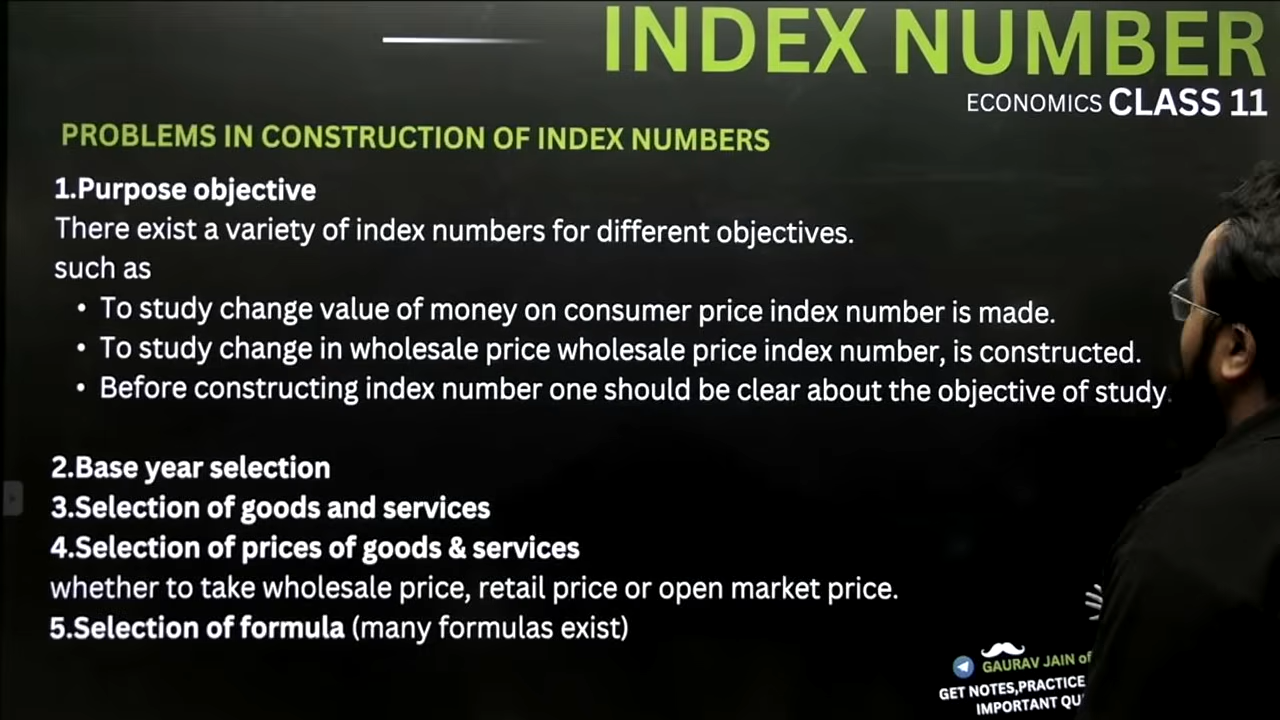 INDEX NUMBER
ECONOMICS CLASS 11
PROBLEMS IN CONSTRUCTION OF INDEX NUMBERS
1.Purpose objective
There exist a variety of index numbers for different objectives.
such as
• To study change value of money on consumer price index number is made.
• To study change in wholesale price wholesale price index number, is constructed.
• Before constructing index number one should be clear about the objective of study.
2.Base year selection
3.Selection of goods and services
4.Selection of prices of goods & services
whether to take wholesale price, retail price or open market price.
5.Selection of formula (many formulas exist)
GAURAV JAIN of
GET NOTES,PRACTICE
IMPORTANT